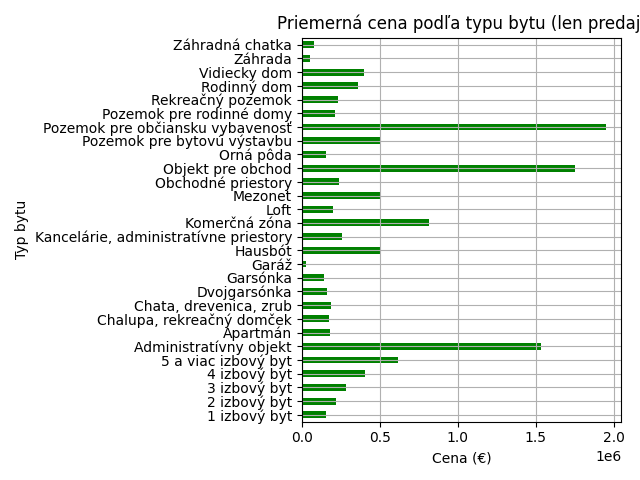 Priemerná cena podľa typu bytu (len predaj
Záhradná chatka
Záhrada
Vidiecky dom
Rodinný dom
Rekreačný pozemok
Pozemok pre rodinné domy
Pozemok pre občiansku vybavenosť
Pozemok pre bytovú výstavbu
Orná pôda
Objekt pre obchod
Obchodné priestory
Mezonet
Loft
Komerčná zóna
Kancelárie, administratívne priestory
Hausbót
Garáž
Garsónka
Dvojgarsónka
Chata, drevenica, zrub
Chalupa, rekreačný domček
Apartmán
Administratívny objekt
5 a viac izbový byt
4 izbový byt
3 izbový byt
2 izbový byt
1 izbový byt
Typ bytu
0.0 0.5 1.0 1.5 2.0
1e6
Cena (€)